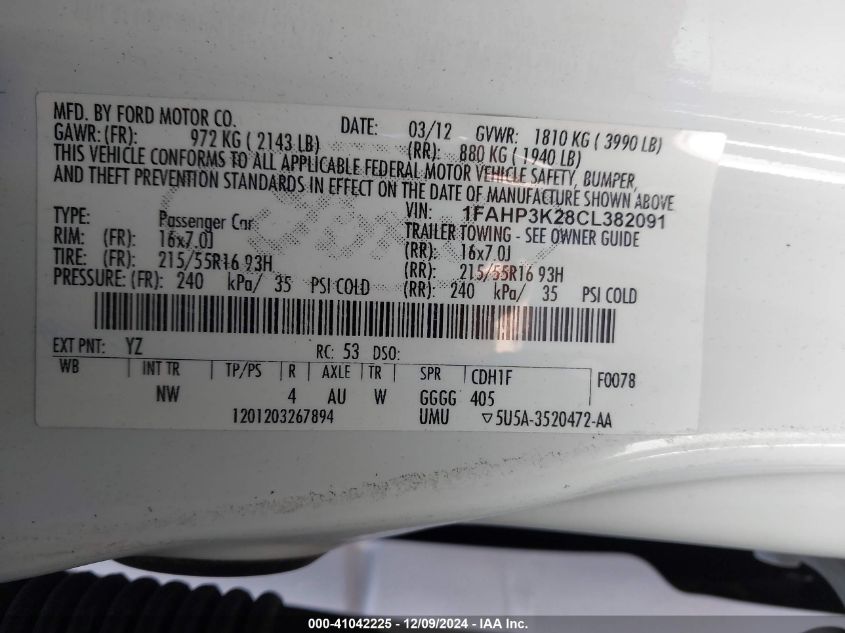 MFD. BY FORD MOTOR CO.
DATE: 03/12 GVWR: 1810 KG ( 3990 LB)
GAWR: (FR): 972 KG ( 2143 LB) (RR): 880 KG ( 1940 LB)
THIS VEHICLE CONFORMS TO ALL APPLICABLE FEDERAL MOTOR VEHICLE SAFETY, BUMPER,
AND THEFT PREVENTION STANDARDS IN EFFECT ON THE DATE OF MANUFACTURE SHOWN ABOVE
VIN: 1FAHP3K28CL382091
TYPE: Passenger Car TRAILER TOWING - SEE OWNER GUIDE
RIM: (FR): 16x7.0J (RR): 16x7.0J
TIRE: (FR): 215/55R16 93H (RR): 215/55R16 93H
PRESSURE: (FR): 240 kPa/ 35 PSI COLD (RR): 240 kPa/ 35 PSI COLD
EXT PNT: YZ RC: 53 DSO:
WB INT TR TP/PS R AXLE TR SPR CDH1F F0078
NW 4 AU W GGGG 405
1201203267894 UMU ▽5U5A-3520472-AA
000-41042225 - 12/09/2024 - IAA Inc.